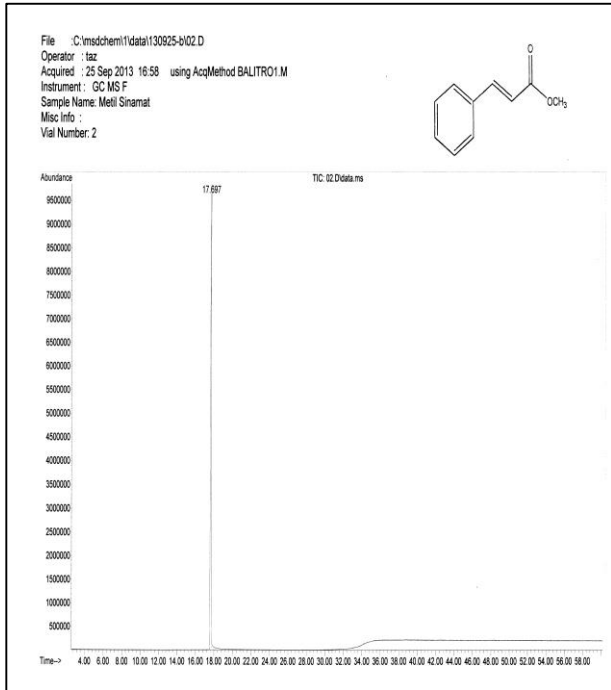 File :C:\msdchem\1\data\130925-b\02.D
Operator : taz
Acquired : 25 Sep 2013 16:58 using AcqMethod BALITRO1.M
Instrument : GC MS F
Sample Name: Metil Sinamat
Misc Info :
Vial Number: 2
O
OCH3
Abundance
TIC: 02.D\data.ms
17.697
9500000
9000000
8500000
8000000
7500000
7000000
6500000
6000000
5500000
5000000
4500000
4000000
3500000
3000000
2500000
2000000
1500000
1000000
500000
Time--> 4.00 6.00 8.00 10.00 12.00 14.00 16.00 18.00 20.00 22.00 24.00 26.00 28.00 30.00 32.00 34.00 36.00 38.00 40.00 42.00 44.00 46.00 48.00 50.00 52.00 54.00 56.00 58.00